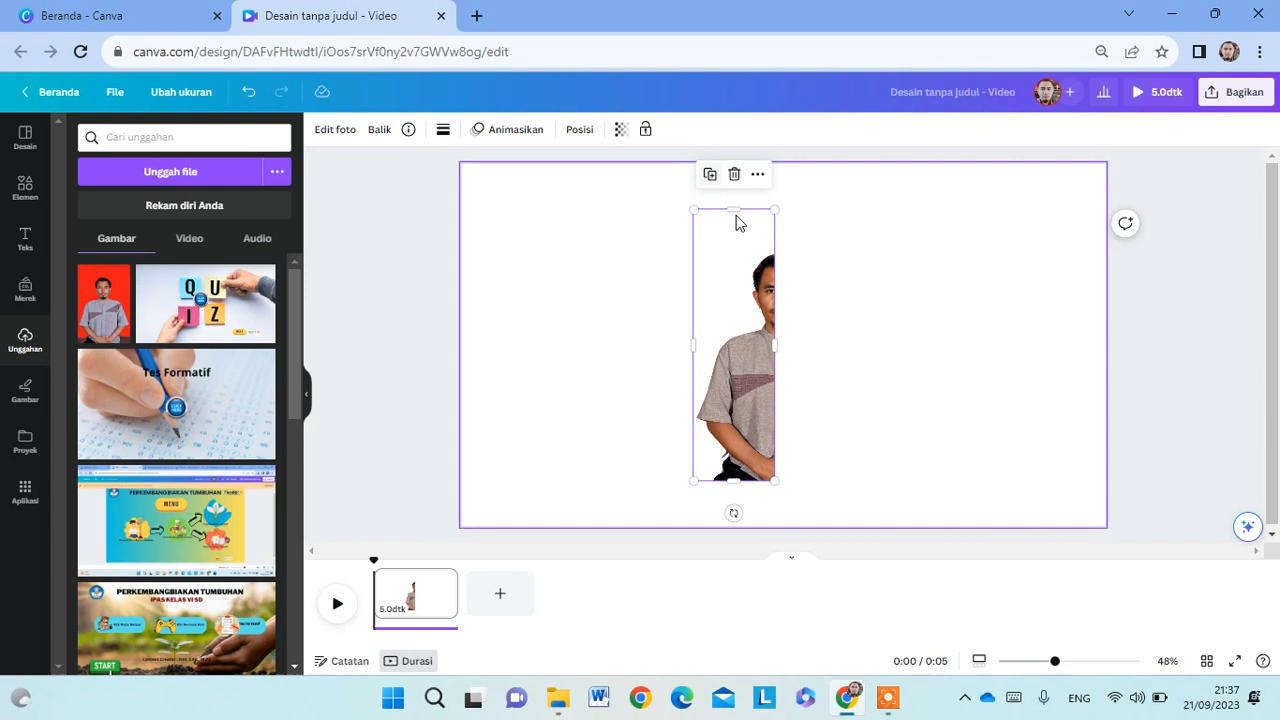 Beranda - Canva
Desain tanpa judul - Video
canva.com/design/DAFvFHtwdtI/iOos7srVf0ny2v7GWVw8og/edit
Beranda
File
Ubah ukuran
Desain tanpa judul - Video
5.0dtk
Bagikan
Desain
Elemen
Teks
Merek
Unggahan
Gambar
Proyek
Aplikasi
Cari unggahan
Unggah file
Rekam diri Anda
Gambar
Video
Audio
Edit foto
Balik
Animasikan
Posisi
Q U
I Z
Tes Formatif
PERKEMBANGBIAKAN TUMBUHAN
MENU
PERKEMBANGBIAKAN TUMBUHAN
IPAS KELAS VI SD
START
5.0dtk
Catatan
Durasi
0:00 / 0:05
48%
ENG
21:37
21/09/2023